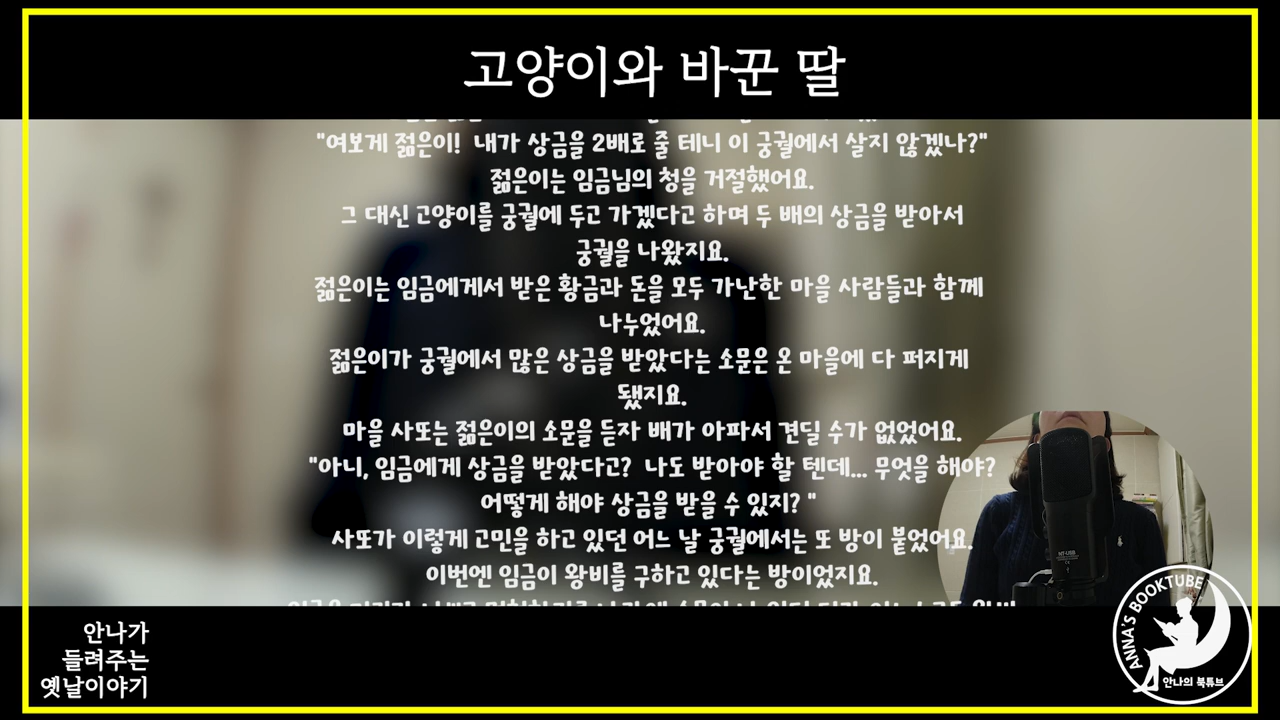 고양이와 바꾼 딸
"여보게 젊은이!  내가 상금을 2배로 줄 테니 이 궁궐에서 살지 않겠나?"
젊은이는 임금님의 청을 거절했어요.
그 대신 고양이를 궁궐에 두고 가겠다고 하며 두 배의 상금을 받아서
궁궐을 나왔지요.
젊은이는 임금에게서 받은 황금과 돈을 모두 가난한 마을 사람들과 함께
나누었어요.
젊은이가 궁궐에서 많은 상금을 받았다는 소문은 온 마을에 다 퍼지게
됐지요.
마을 사또는 젊은이의 소문을 듣자 배가 아파서 견딜 수가 없었어요.
"아니, 임금에게 상금을 받았다고?  나도 받아야 할 텐데... 무엇을 해야?
어떻게 해야 상금을 받을 수 있지? "
사또가 이렇게 고민을 하고 있던 어느 날 궁궐에서는 또 방이 붙었어요.
이번엔 임금이 왕비를 구하고 있다는 방이었지요.
NT-USB
안나가
들려주는
옛날이야기
ANNA'S BOOKTUBE
안나의 북튜브